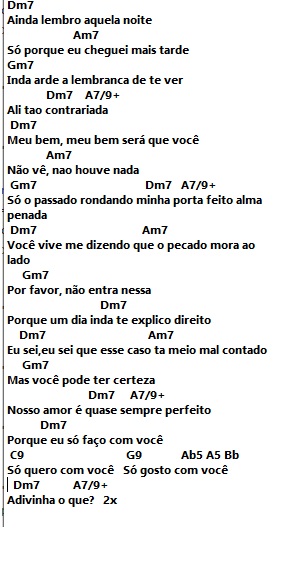 Dm7
Ainda lembro aquela noite
Am7
Só porque eu cheguei mais tarde
Gm7
Inda arde a lembranca de te ver
Dm7 A7/9+
Ali tao contrariada
Dm7
Meu bem, meu bem será que você
Am7
Não vê, nao houve nada
Gm7 Dm7 A7/9+
Só o passado rondando minha porta feito alma
penada
Dm7 Am7
Você vive me dizendo que o pecado mora ao
lado
Gm7
Por favor, não entra nessa
Dm7
Porque um dia inda te explico direito
Dm7 Am7
Eu sei,eu sei que esse caso ta meio mal contado
Gm7
Mas você pode ter certeza
Dm7 A7/9+
Nosso amor é quase sempre perfeito
Dm7
Porque eu só faço com você
C9 G9 Ab5 A5 Bb
Só quero com você Só gosto com você
Dm7 A7/9+
Adivinha o que? 2x